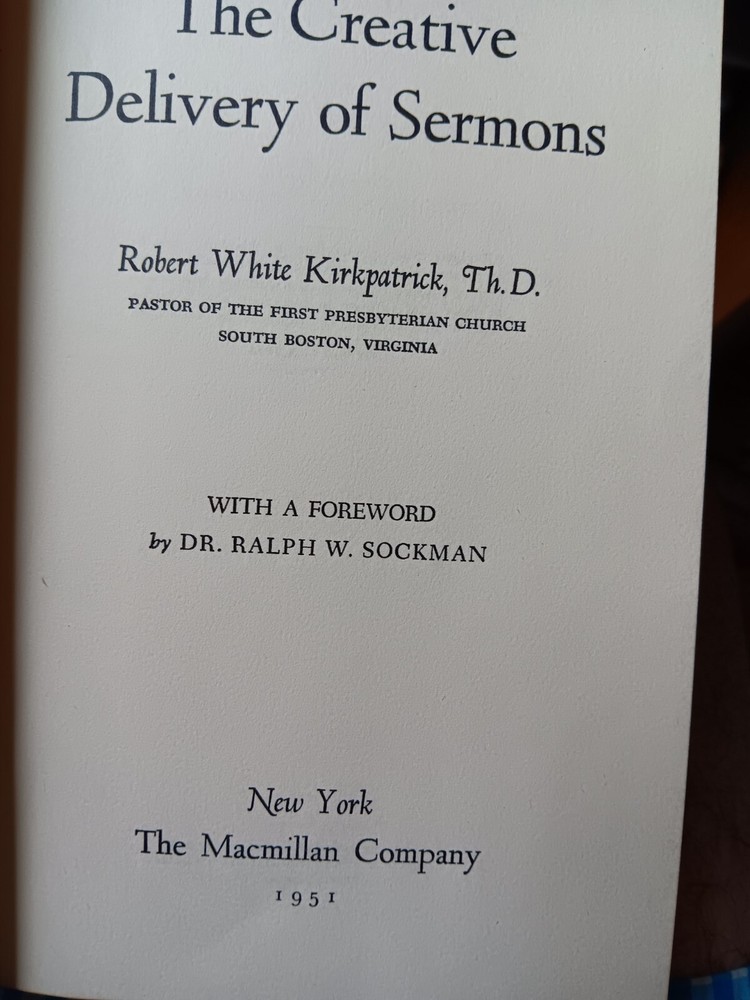 The Creative
Delivery of Sermons
Robert White Kirkpatrick, Th.D.
PASTOR OF THE FIRST PRESBYTERIAN CHURCH
SOUTH BOSTON, VIRGINIA
WITH A FOREWORD
by DR. RALPH W. SOCKMAN
New York
The Macmillan Company
1951